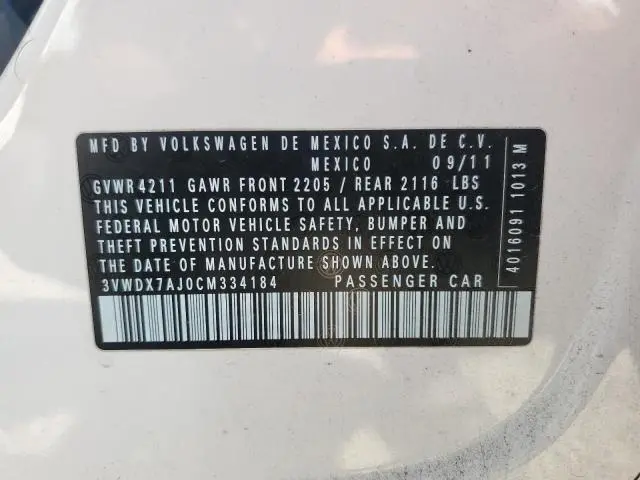 MFD BY VOLKSWAGEN DE MEXICO S.A. DE C.V.
MEXICO 09/11
GVWR 4211 GAWR FRONT 2205 / REAR 2116 LBS
THIS VEHICLE CONFORMS TO ALL APPLICABLE U.S.
FEDERAL MOTOR VEHICLE SAFETY, BUMPER AND
THEFT PREVENTION STANDARDS IN EFFECT ON
THE DATE OF MANUFACTURE SHOWN ABOVE.
3VWDX7AJ0CM334184 PASSENGER CAR
4016091 1013 M